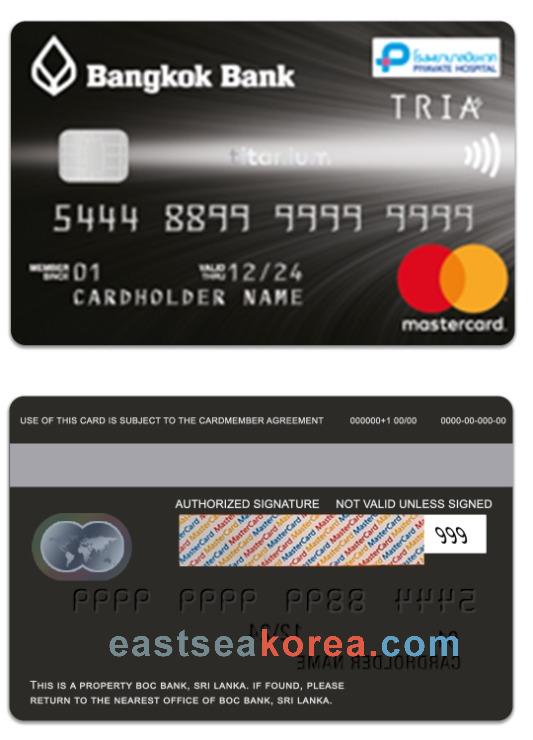 Bangkok Bank
HOSPITAL
TRIA
titanium
5444 8899 9999 9999
MEMBER SINCE 01 VALID THRU 12/24
CARDHOLDER NAME
mastercard.
USE OF THIS CARD IS SUBJECT TO THE CARDMEMBER AGREEMENT 000000+1 00/00 0000-00-000-00
AUTHORIZED SIGNATURE NOT VALID UNLESS SIGNED
999
eastseakorea.com
THIS IS A PROPERTY BOC BANK, SRI LANKA. IF FOUND, PLEASE
RETURN TO THE NEAREST OFFICE OF BOC BANK, SRI LANKA.